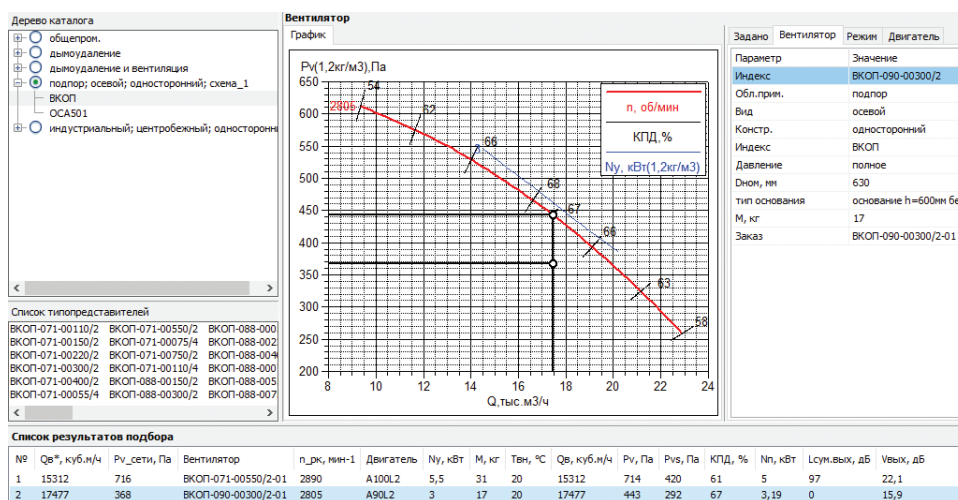 Дерево каталога
общепром.
дымоудаление
дымоудаление и вентиляция
подпор; осевой; односторонний; схема_1
ВКОП
ОСА501
индустриальный; центробежный; односторонн
Список типопредставителей
ВКОП-071-00110/2 ВКОП-071-00550/2 ВКОП-088-000
ВКОП-071-00150/2 ВКОП-071-00075/4 ВКОП-088-002
ВКОП-071-00220/2 ВКОП-071-00750/2 ВКОП-088-004
ВКОП-071-00300/2 ВКОП-071-00110/4 ВКОП-088-000
ВКОП-071-00400/2 ВКОП-088-00150/2 ВКОП-088-005
ВКОП-071-00055/4 ВКОП-088-00300/2 ВКОП-088-007
Вентилятор
График
Pv(1,2кг/м3),Па
650
600
550
500
450
400
350
300
250
200
8 10 12 14 16 18 20 22 24
Q,тыс.м3/ч
2805
54
62
3
66
68
67
66
63
58
n, об/мин
КПД,%
Ny, кВт(1,2кг/м3)
Задано Вентилятор Режим Двигатель
Параметр Значение
Индекс ВКОП-090-00300/2
Обл.прим. подпор
Вид осевой
Констр. односторонний
Индекс ВКОП
Давление полное
Dном, мм 630
тип основания основание h=600мм бе
М, кг 17
Заказ ВКОП-090-00300/2-01
Список результатов подбора
№ Qв*, куб.м/ч Pv_сети, Па Вентилятор n_рк, мин-1 Двигатель Ny, кВт М, кг Tвн, °C Qв, куб.м/ч Pv, Па Pvs, Па КПД, % Nп, кВт Lсум.вых, дБ Vвых, дБ
1 15312 716 ВКОП-071-00550/2-01 2890 A100L2 5,5 31 20 15312 714 420 61 5 97 22,1
2 17477 368 ВКОП-090-00300/2-01 2805 A90L2 3 17 20 17477 443 292 67 3,19 0 15,9